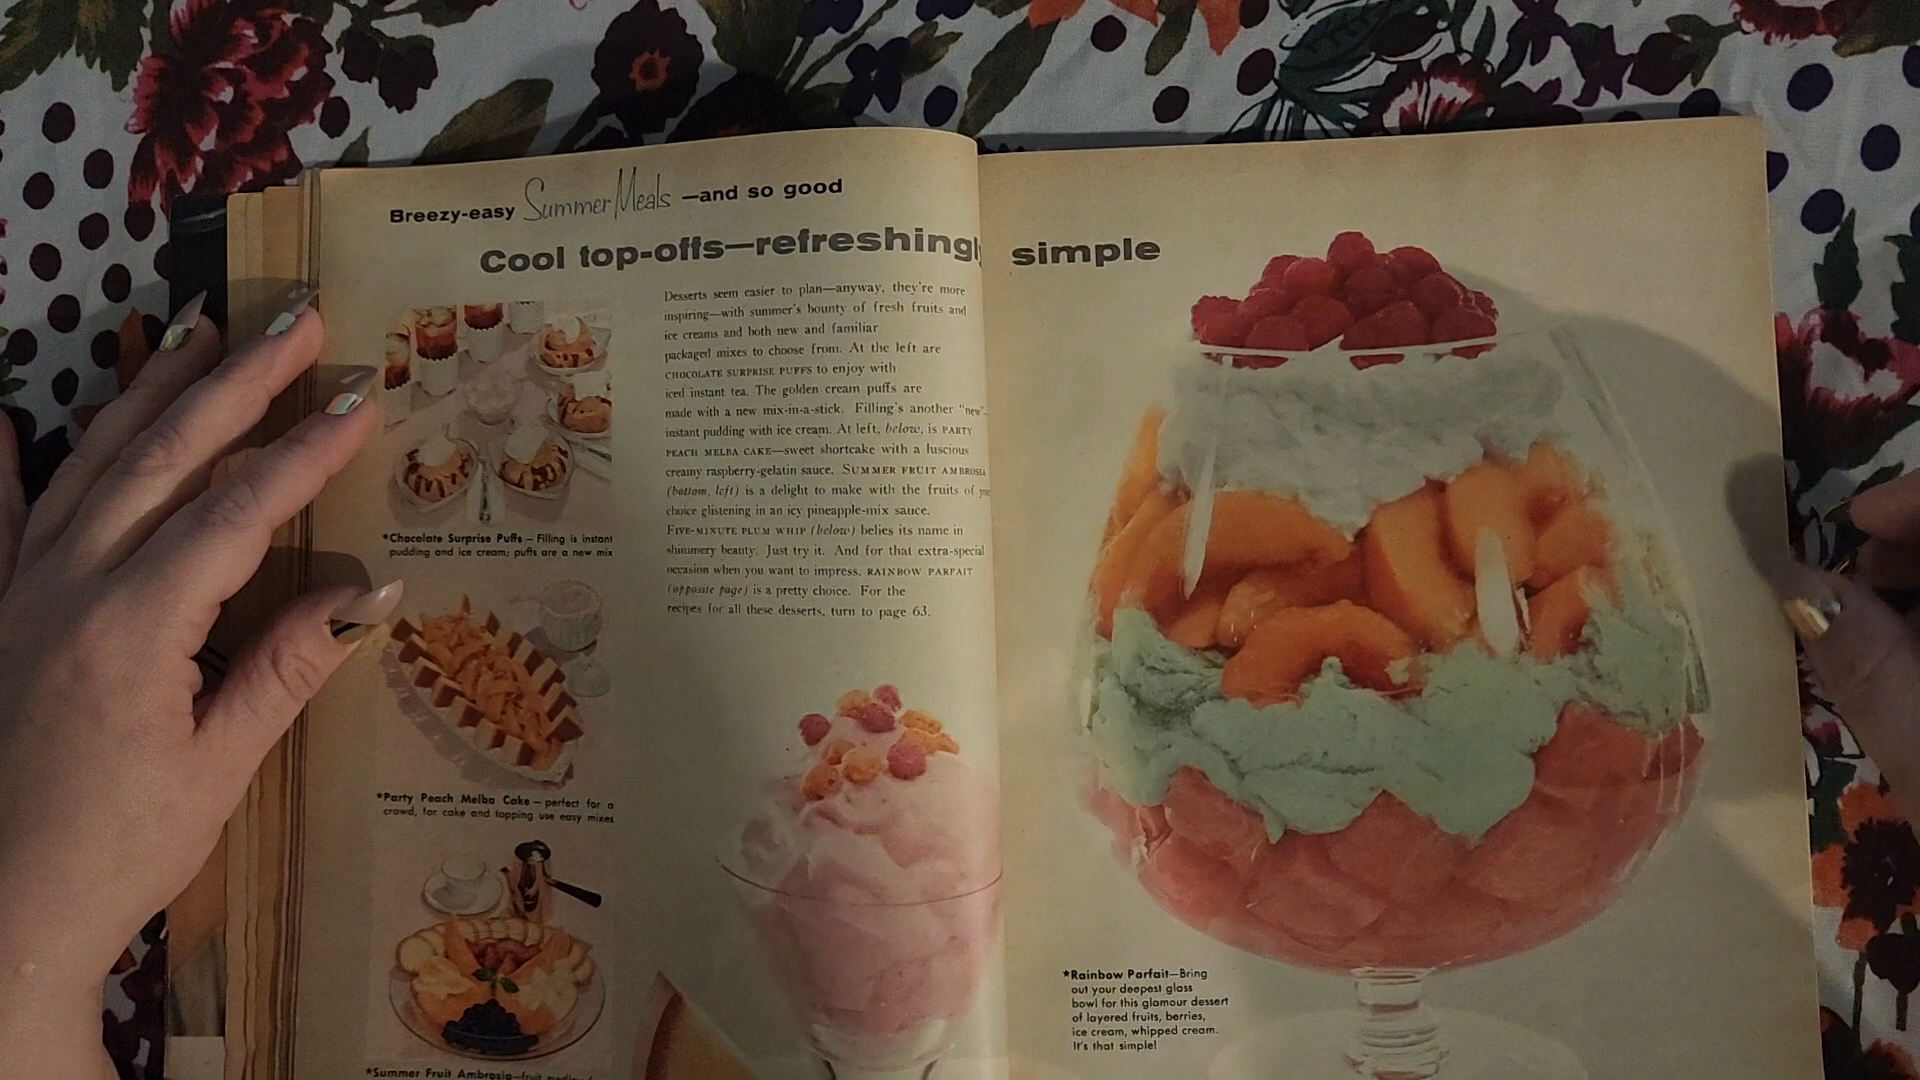 Breezy-easy Summer Meals —and so good
Cool top-offs—refreshingly simple
Desserts seem easier to plan—anyway, they're more
inspiring—with summer's bounty of fresh fruits and
ice creams and both new and familiar
packaged mixes to choose from. At the left are
CHOCOLATE SURPRISE PUFFS to enjoy with
iced instant tea. The golden cream puffs are
made with a new mix-in-a-stick. Filling's another "new"-
instant pudding with ice cream. At left, below, is PARTY
PEACH MELBA CAKE—sweet shortcake with a luscious
creamy raspberry-gelatin sauce. SUMMER FRUIT AMBROSIA
(bottom, left) is a delight to make with the fruits of
choice glistening in an icy pineapple-mix sauce.
FIVE-MINUTE PLUM WHIP (below) belies its name in
shimmery beauty. Just try it. And for that extra-special
occasion when you want to impress, RAINBOW PARFAIT
(opposite page) is a pretty choice. For the
recipes for all these desserts, turn to page 63.
*Chocolate Surprise Puffs – Filling is instant
pudding and ice cream; puffs are a new mix
*Party Peach Melba Cake – perfect for a
crowd, for cake and topping use easy mixes
*Summer Fruit Ambrosia—fruit
*Rainbow Parfait—Bring
out your deepest glass
bowl for this glamour dessert
of layered fruits, berries,
ice cream, whipped cream.
It's that simple!